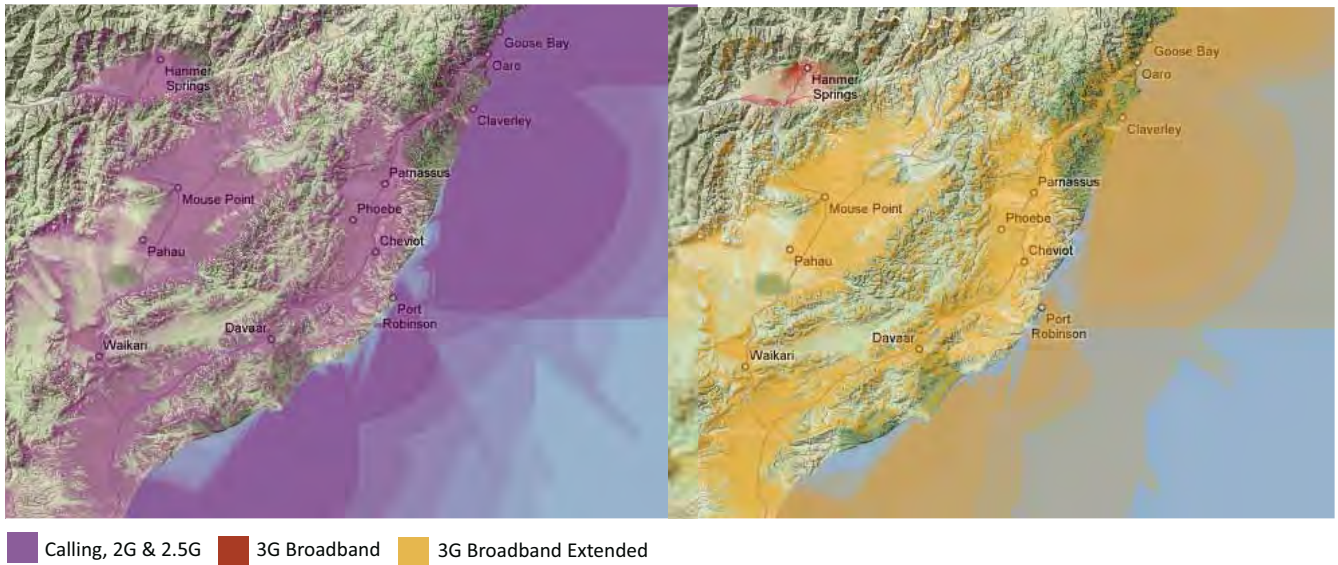 Goose Bay
Oaro
Hanmer
Springs
Claverley
Parnassus
Mouse Point
Phoebe
Pahau
Cheviot
Port
Robinson
Davaar
Waikari
Goose Bay
Oaro
Hanmer
Springs
Claverley
Parnassus
Mouse Point
Phoebe
Pahau
Cheviot
Port
Robinson
Davaar
Waikari
Calling, 2G & 2.5G
3G Broadband
3G Broadband Extended